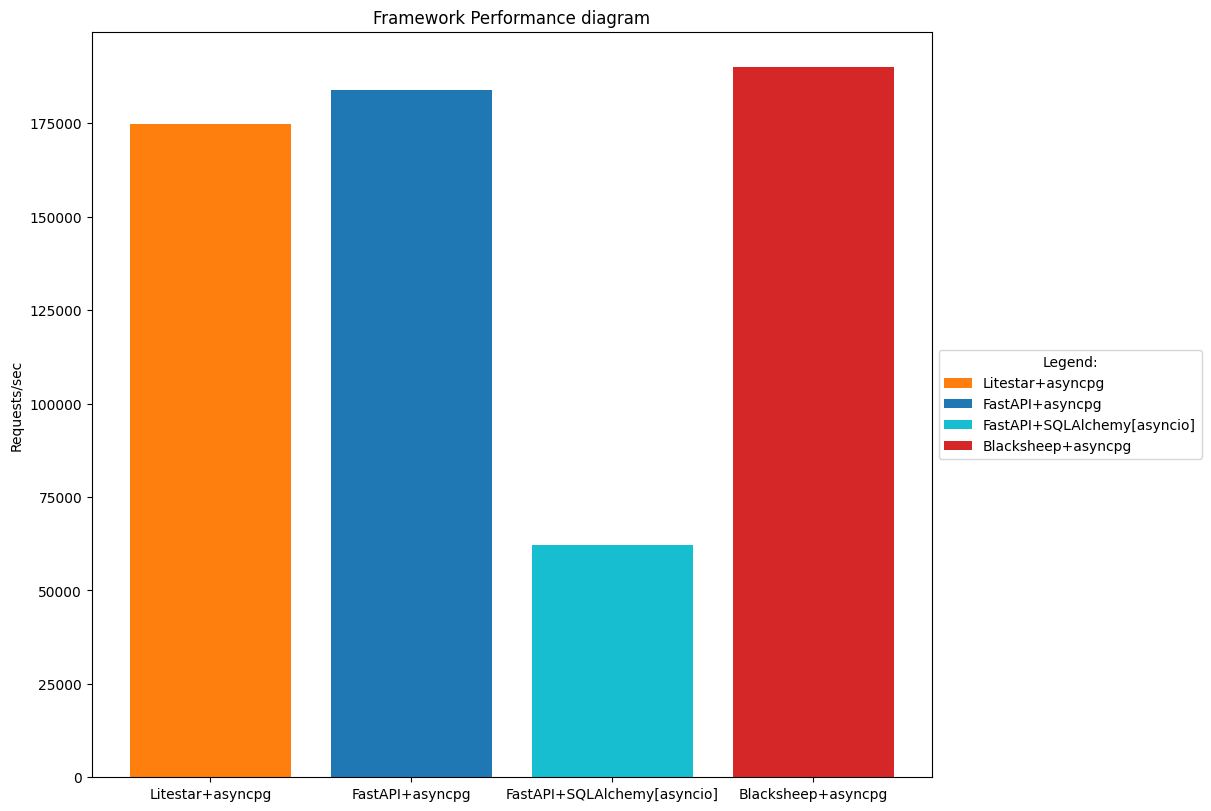 Framework Performance diagram
175000
150000
125000
100000
75000
50000
25000
0
Requests/sec
Litestar+asyncpg
FastAPI+asyncpg
FastAPI+SQLAlchemy[asyncio]
Blacksheep+asyncpg
Legend:
Litestar+asyncpg
FastAPI+asyncpg
FastAPI+SQLAlchemy[asyncio]
Blacksheep+asyncpg